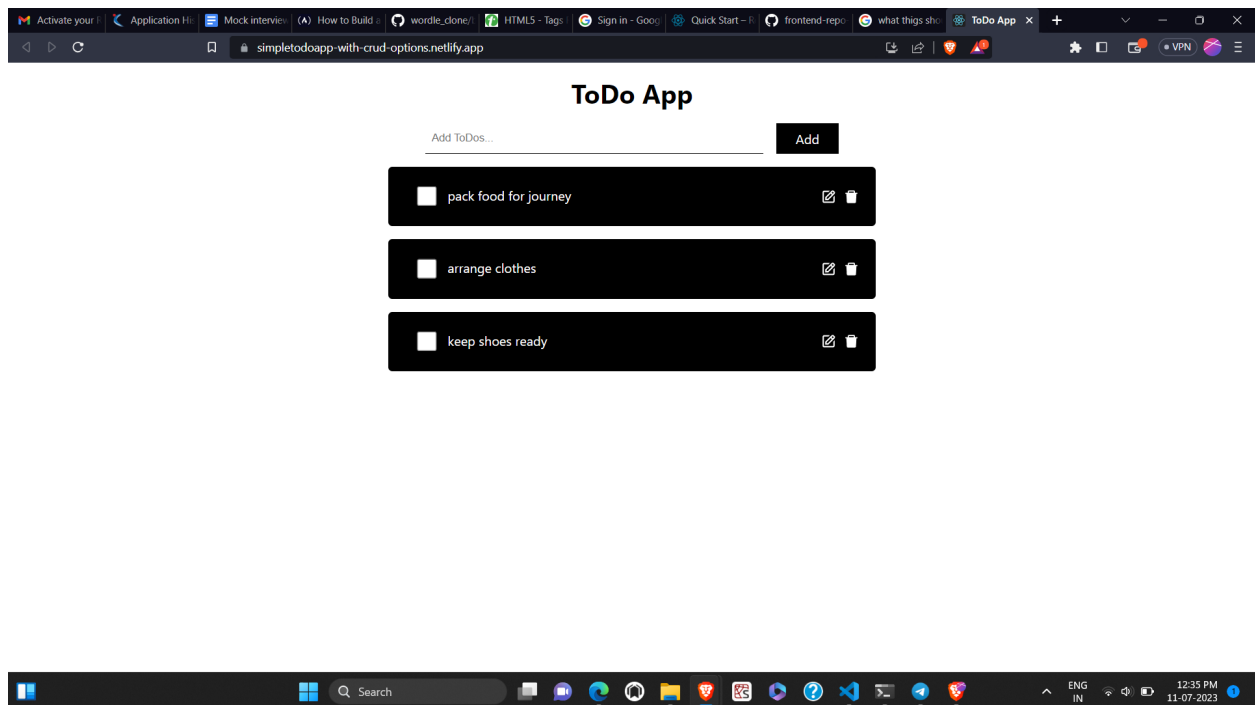 Activate your
Application His
Mock interview
How to Build a
wordle_clone/
HTML5 - Tags
Sign in - Goog
Quick Start – R
frontend-repo
what thigs sho
ToDo App
simpletodoapp-with-crud-options.netlify.app
VPN
ToDo App
Add ToDos...
Add
pack food for journey
arrange clothes
keep shoes ready
Search
ENG
IN
12:35 PM
11-07-2023
1